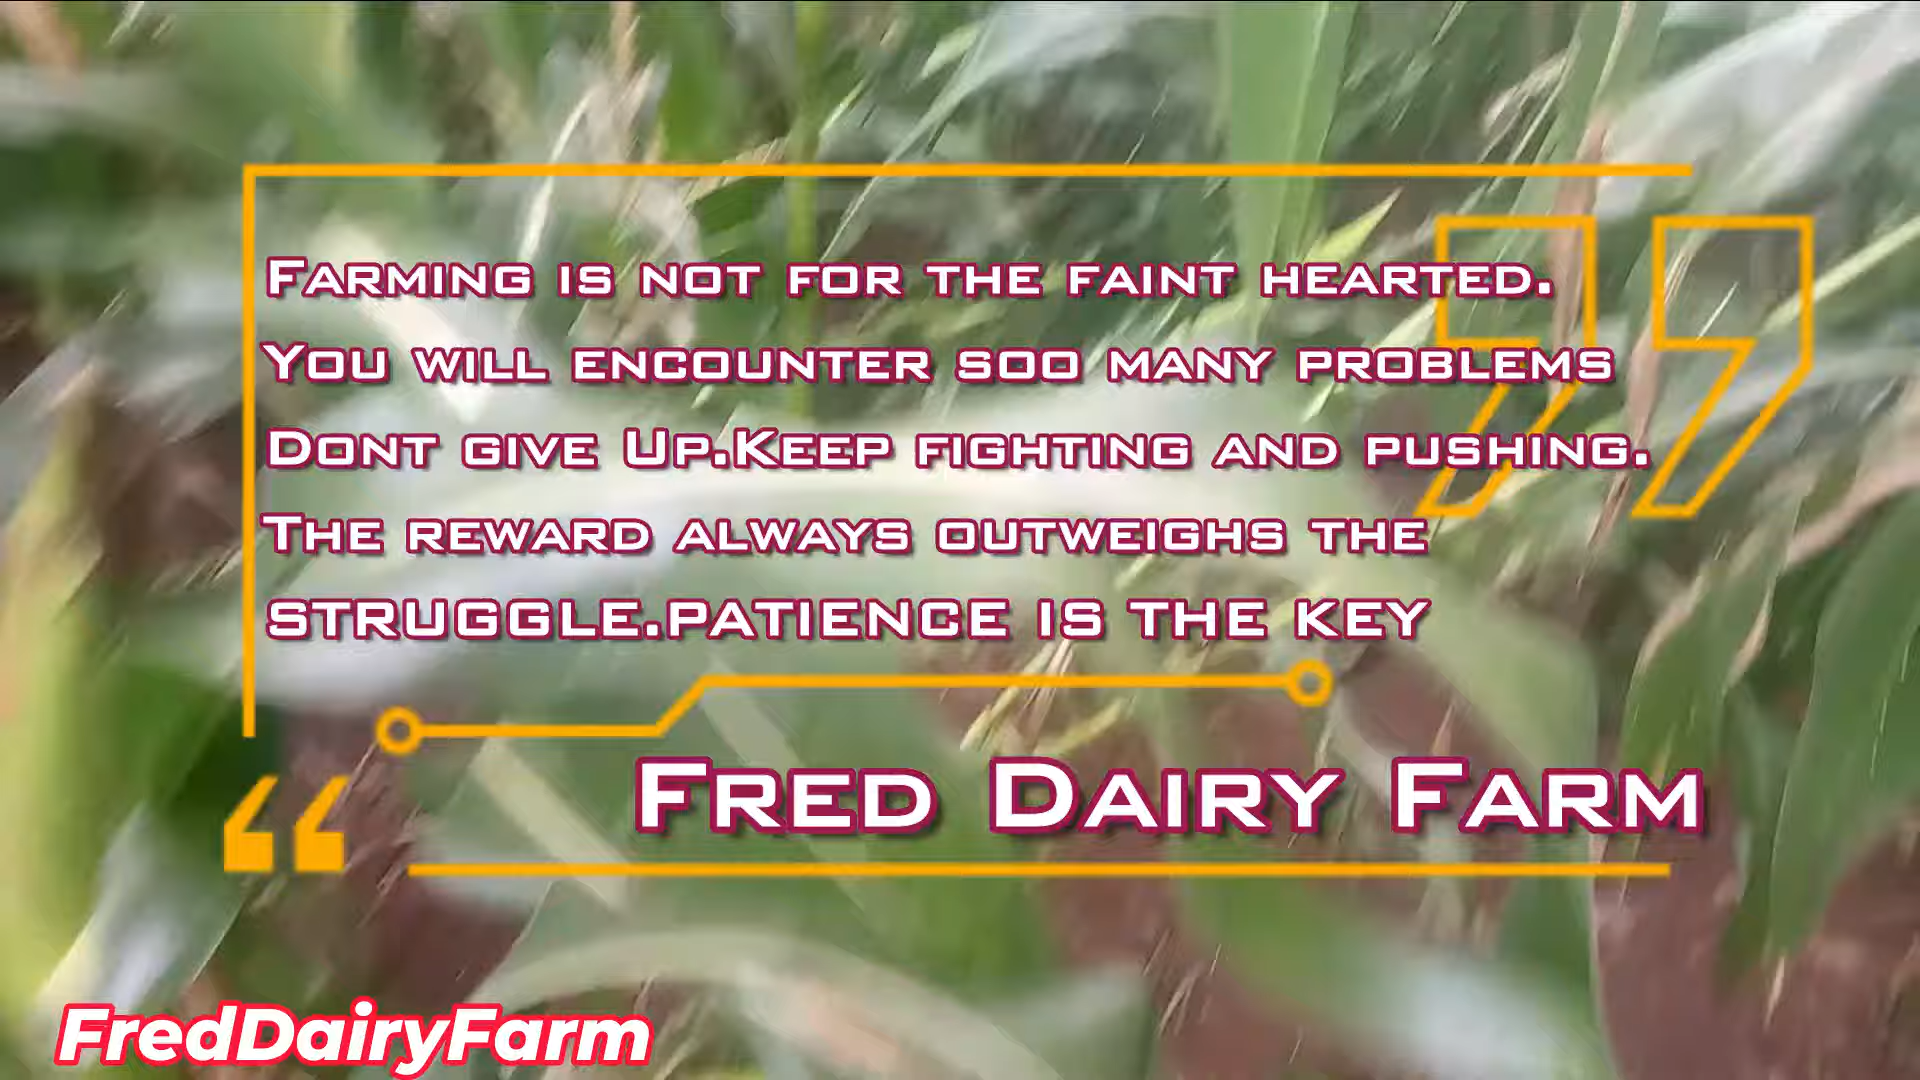 Farming is not for the faint hearted.
You will encounter soo many problems
Dont give Up.Keep fighting and pushing.
The reward always outweighs the
struggle.patience is the key
Fred Dairy Farm
FredDairyFarm